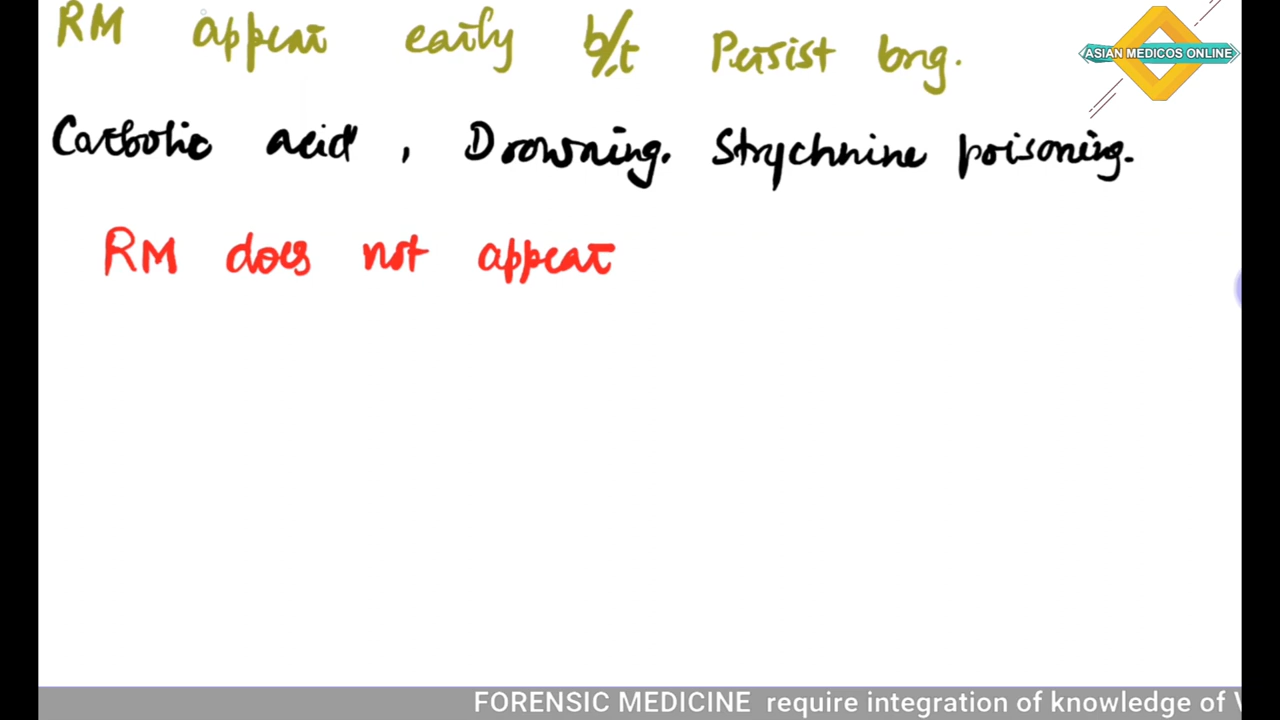 RM appear early b/t Persist long.
ASIAN MEDICOS ONLINE
Carbolic acid , Drowning. Strychnine poisoning.
RM does not appear
FORENSIC MEDICINE require integration of knowledge of